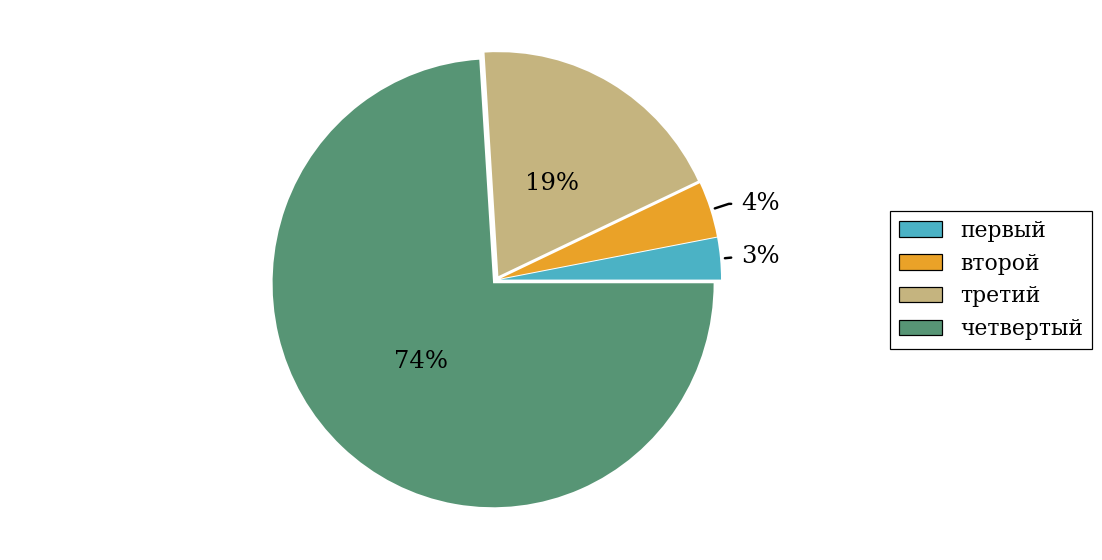 19%
4%
3%
74%
первый
второй
третий
четвертый